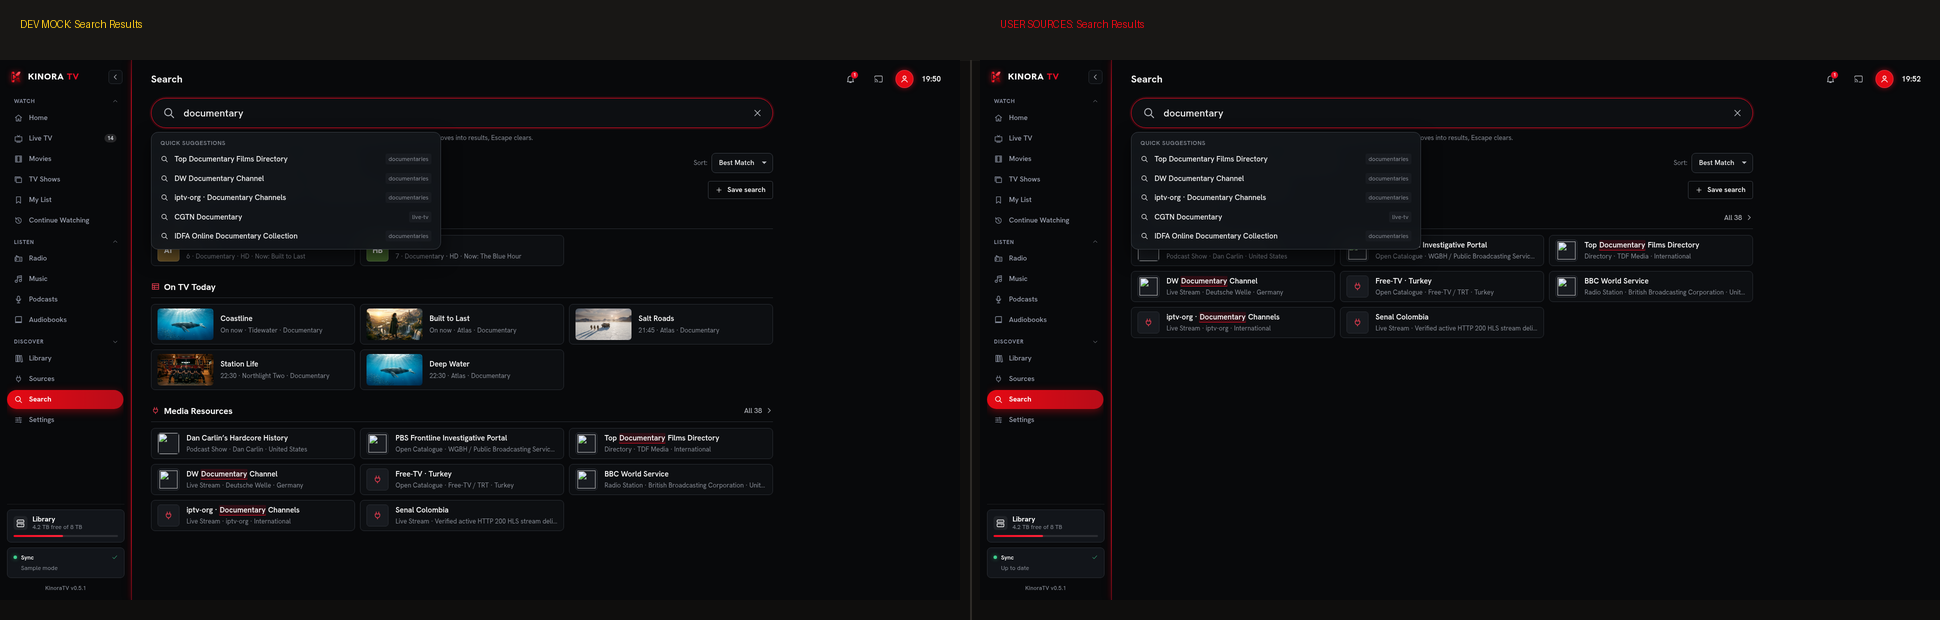 DEV MOCK: Search Results
KINORA TV
WATCH
Home
Live TV 14
Movies
TV Shows
My List
Continue Watching
LISTEN
Radio
Music
Podcasts
Audiobooks
DISCOVER
Library
Sources
Search
Settings
Library
4.2 TB free of 8 TB
Sync
Sample mode
KinoraTV v0.5.1
Search
1
19:50
documentary
oves into results, Escape clears.
QUICK SUGGESTIONS
Top Documentary Films Directory documentaries
DW Documentary Channel documentaries
iptv-org · Documentary Channels documentaries
CGTN Documentary live-tv
IDFA Online Documentary Collection documentaries
Sort: Best Match
+ Save search
6 · Documentary · HD · Now: Built to Last
7 · Documentary · HD · Now: The Blue Hour
On TV Today
Coastline
On now · Tidewater · Documentary
Built to Last
On now · Atlas · Documentary
Salt Roads
21:45 · Atlas · Documentary
Station Life
22:30 · Northlight Two · Documentary
Deep Water
22:30 · Atlas · Documentary
Media Resources
All 38
Dan Carlin's Hardcore History
Podcast Show · Dan Carlin · United States
PBS Frontline Investigative Portal
Open Catalogue · WGBH / Public Broadcasting Servic...
Top Documentary Films Directory
Directory · TDF Media · International
DW Documentary Channel
Live Stream · Deutsche Welle · Germany
Free-TV · Turkey
Open Catalogue · Free-TV / TRT · Turkey
BBC World Service
Radio Station · British Broadcasting Corporation · Unit...
iptv-org · Documentary Channels
Live Stream · iptv-org · International
Senal Colombia
Live Stream · Verified active HTTP 200 HLS stream deli...
USER SOURCES: Search Results
KINORA TV
WATCH
Home
Live TV
Movies
TV Shows
My List
Continue Watching
LISTEN
Radio
Music
Podcasts
Audiobooks
DISCOVER
Library
Sources
Search
Settings
Library
4.2 TB free of 8 TB
Sync
Up to date
KinoraTV v0.5.1
Search
1
19:52
documentary
oves into results, Escape clears.
QUICK SUGGESTIONS
Top Documentary Films Directory documentaries
DW Documentary Channel documentaries
iptv-org · Documentary Channels documentaries
CGTN Documentary live-tv
IDFA Online Documentary Collection documentaries
Sort: Best Match
+ Save search
All 38
Podcast Show · Dan Carlin · United States
Investigative Portal
Open Catalogue · WGBH / Public Broadcasting Servic...
Top Documentary Films Directory
Directory · TDF Media · International
DW Documentary Channel
Live Stream · Deutsche Welle · Germany
Free-TV · Turkey
Open Catalogue · Free-TV / TRT · Turkey
BBC World Service
Radio Station · British Broadcasting Corporation · Unit...
iptv-org · Documentary Channels
Live Stream · iptv-org · International
Senal Colombia
Live Stream · Verified active HTTP 200 HLS stream deli...